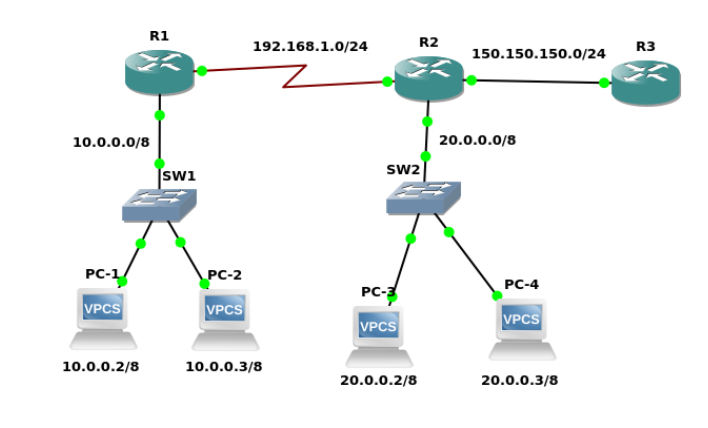 R1
192.168.1.0/24
R2
150.150.150.0/24
R3
10.0.0.0/8
20.0.0.0/8
SW1
SW2
PC-1
PC-2
PC-3
PC-4
VPCS
VPCS
VPCS
VPCS
10.0.0.2/8
10.0.0.3/8
20.0.0.2/8
20.0.0.3/8